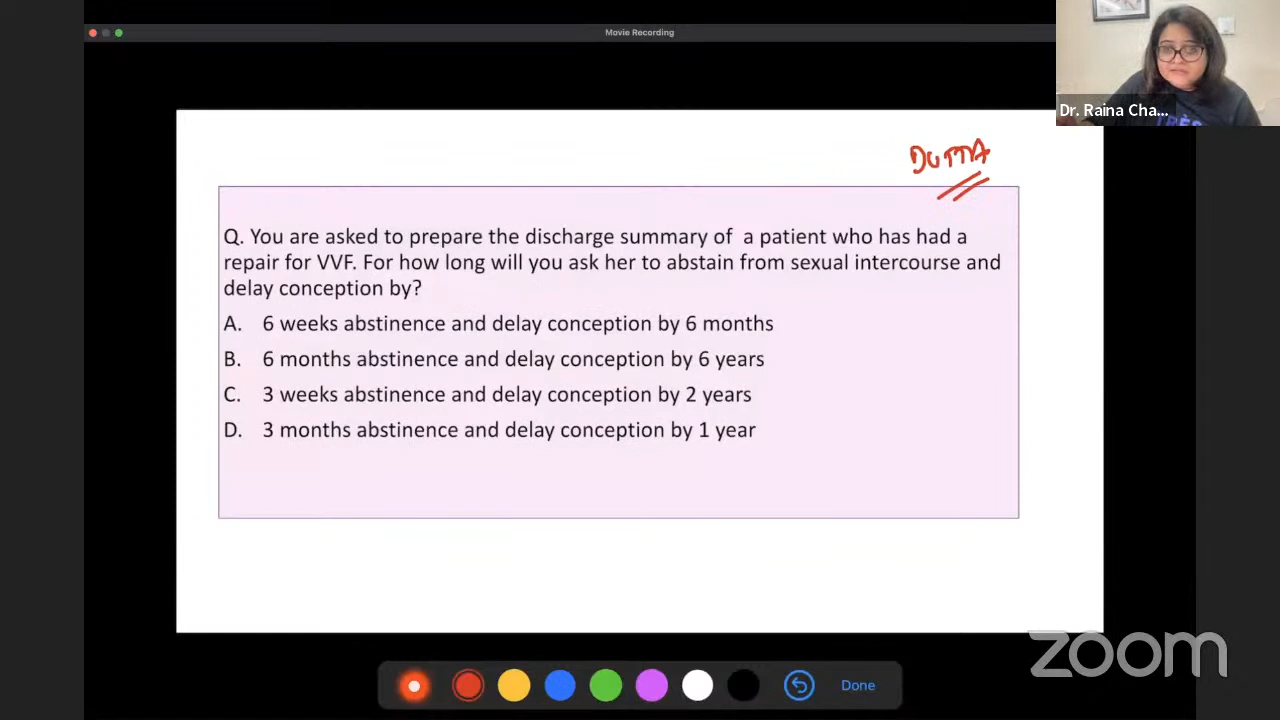 Movie Recording
Dr. Raina Cha...
DUTTA
Q. You are asked to prepare the discharge summary of a patient who has had a
repair for VVF. For how long will you ask her to abstain from sexual intercourse and
delay conception by?
A. 6 weeks abstinence and delay conception by 6 months
B. 6 months abstinence and delay conception by 6 years
C. 3 weeks abstinence and delay conception by 2 years
D. 3 months abstinence and delay conception by 1 year
zoom
Done